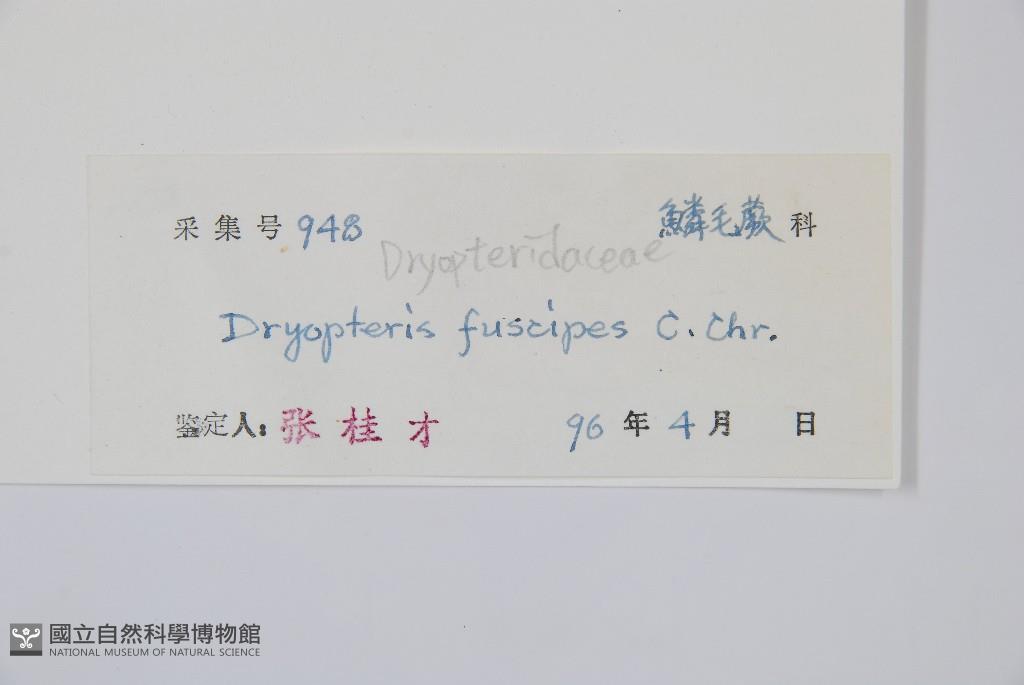 采集号 948 鱗毛蕨 科
Dryopteridaceae
Dryopteris fuscipes C. Chr.
鉴定人: 张桂才 96 年 4 月 日
國立自然科學博物館
NATIONAL MUSEUM OF NATURAL SCIENCE